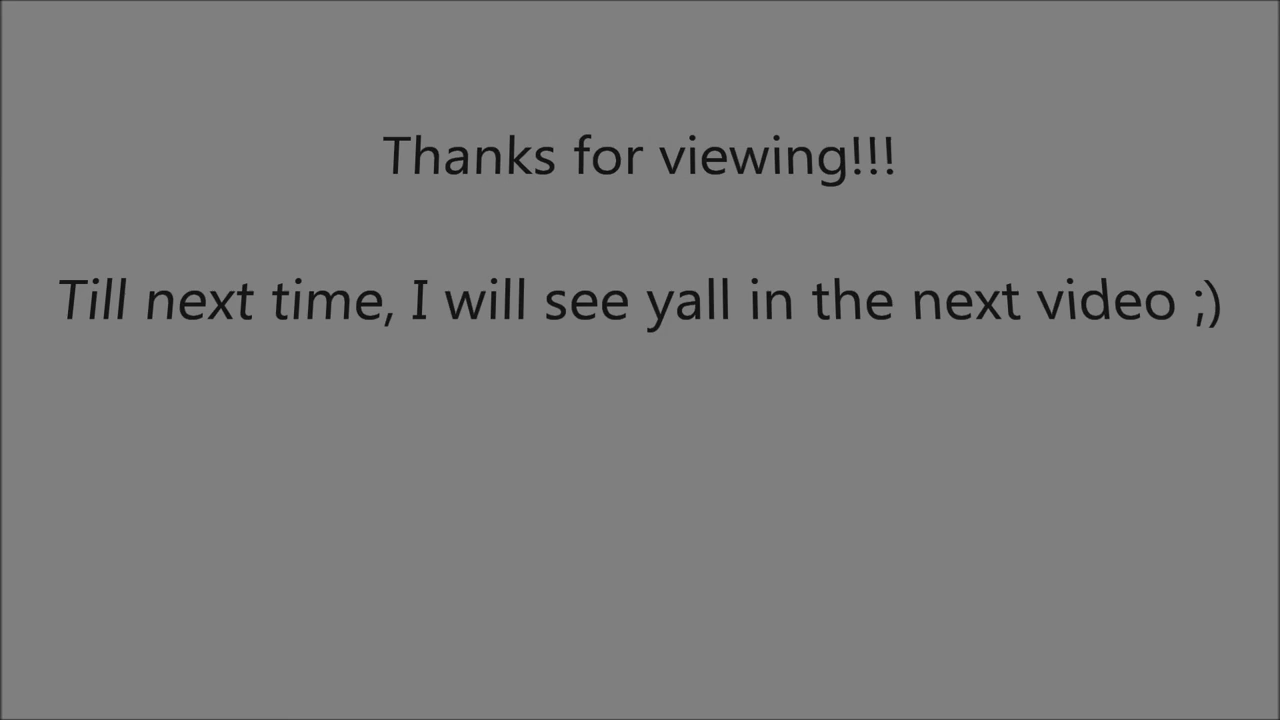 Thanks for viewing!!!
Till next time, I will see yall in the next video ;)